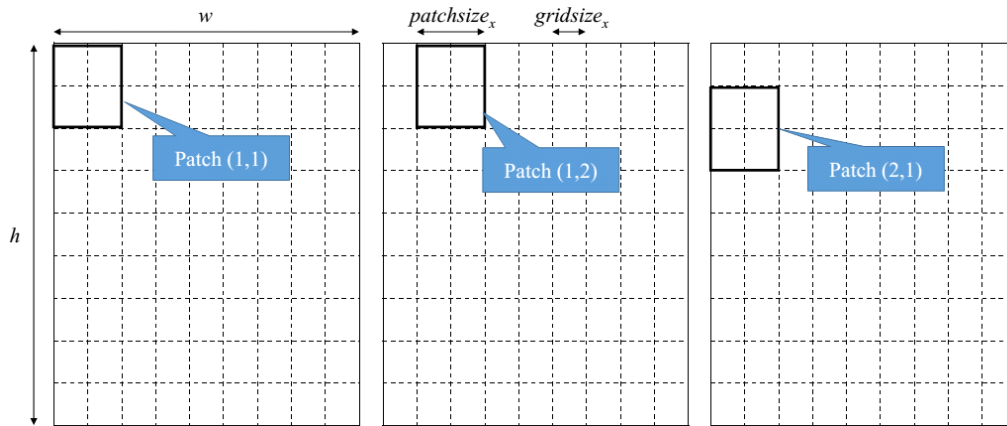 w
patchsize_x
gridsize_x
h
Patch (1,1)
Patch (1,2)
Patch (2,1)